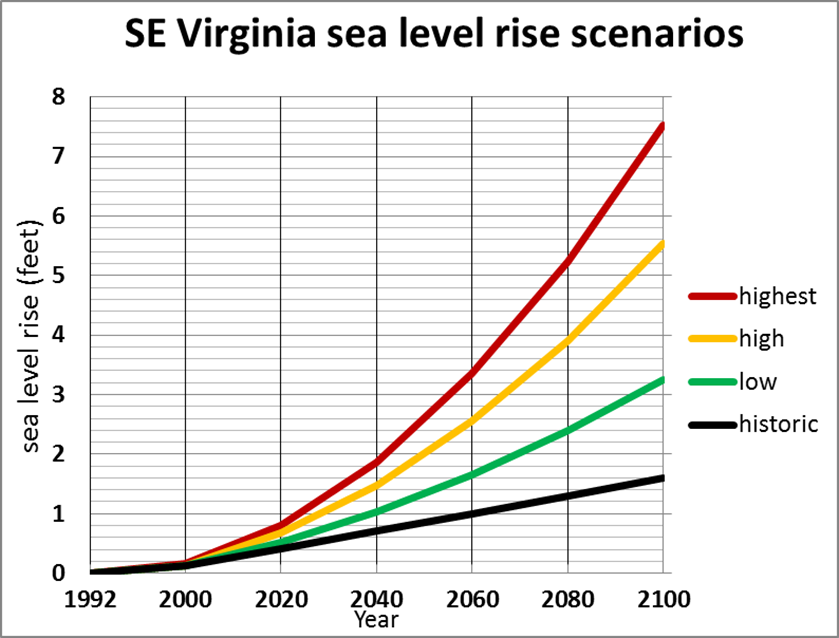 SE Virginia sea level rise scenarios
8
7
6
5
4
3
2
1
0
sea level rise (feet)
1992 2000 2020 2040 2060 2080 2100
Year
highest
high
low
historic